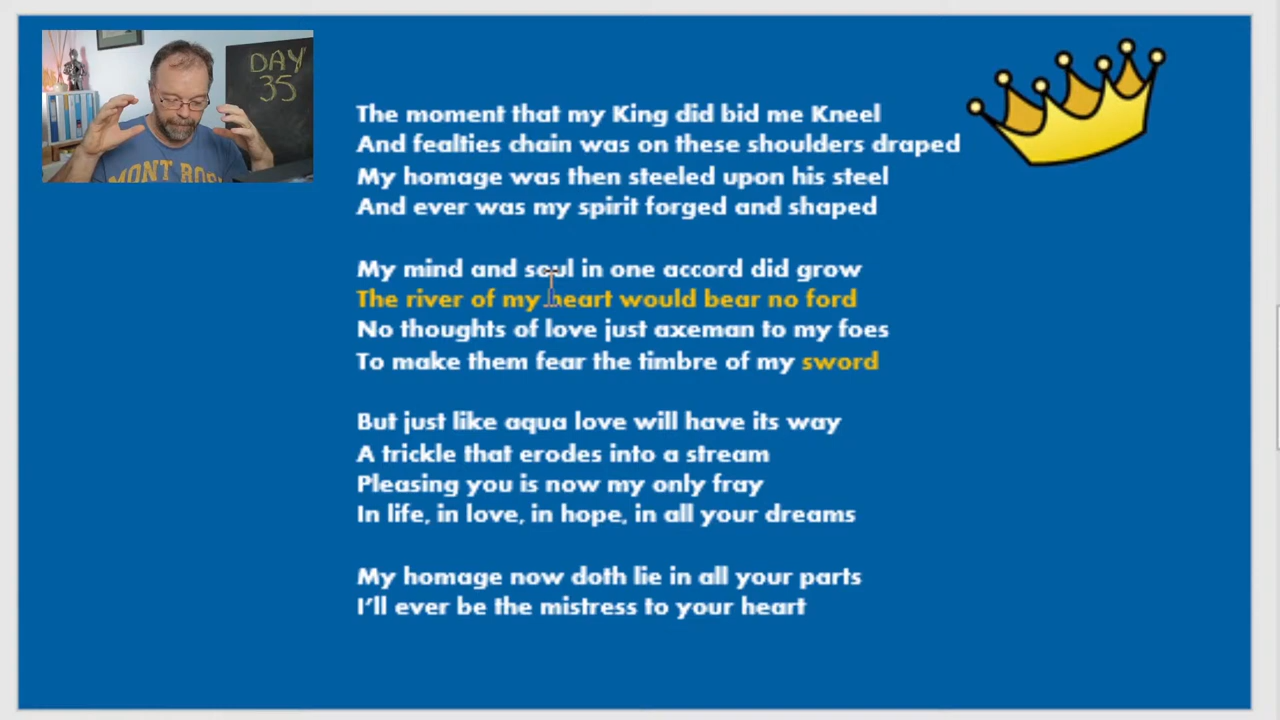 DAY
35
MONT ROS
The moment that my King did bid me Kneel
And fealties chain was on these shoulders draped
My homage was then steeled upon his steel
And ever was my spirit forged and shaped
My mind and soul in one accord did grow
The river of my heart would bear no ford
No thoughts of love just axeman to my foes
To make them fear the timbre of my sword
But just like aqua love will have its way
A trickle that erodes into a stream
Pleasing you is now my only fray
In life, in love, in hope, in all your dreams
My homage now doth lie in all your parts
I'll ever be the mistress to your heart